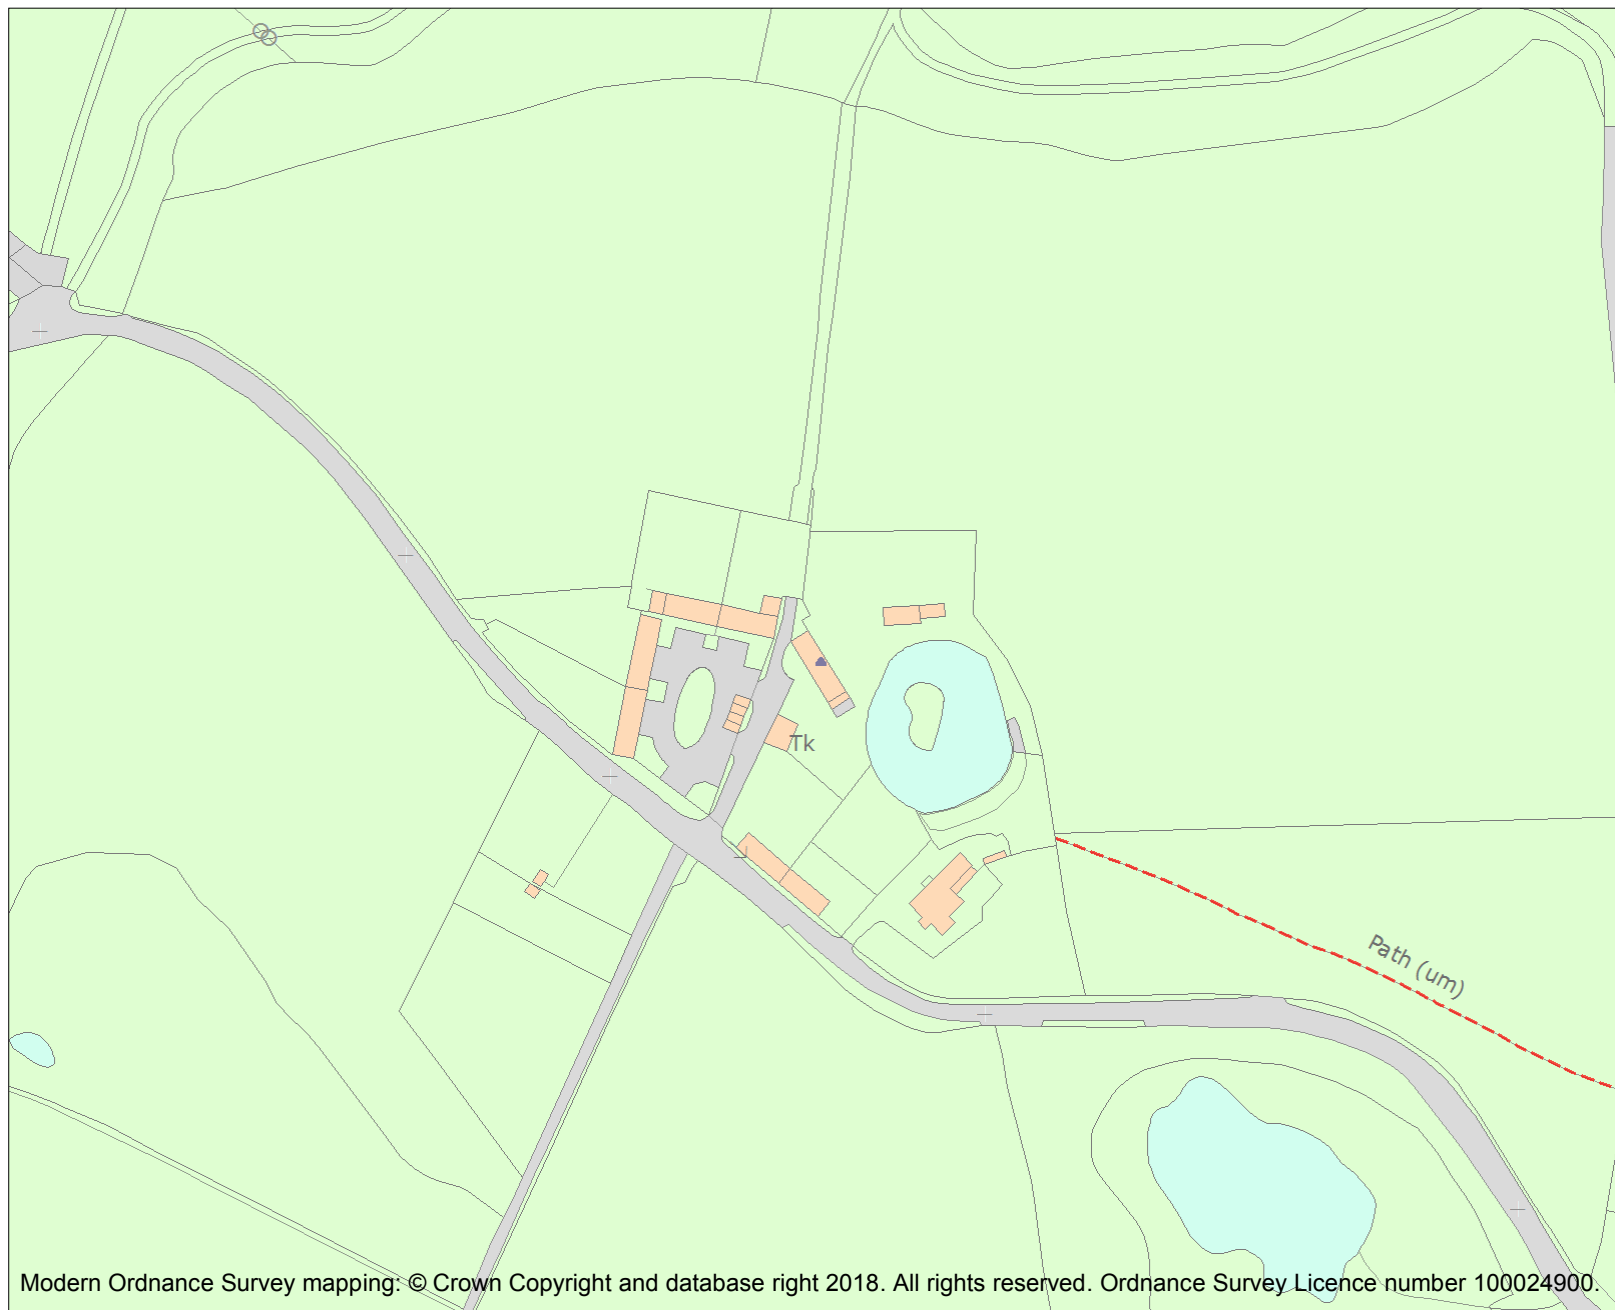 Tk
Path (um)
Modern Ordnance Survey mapping: © Crown Copyright and database right 2018. All rights reserved. Ordnance Survey Licence number 100024900.